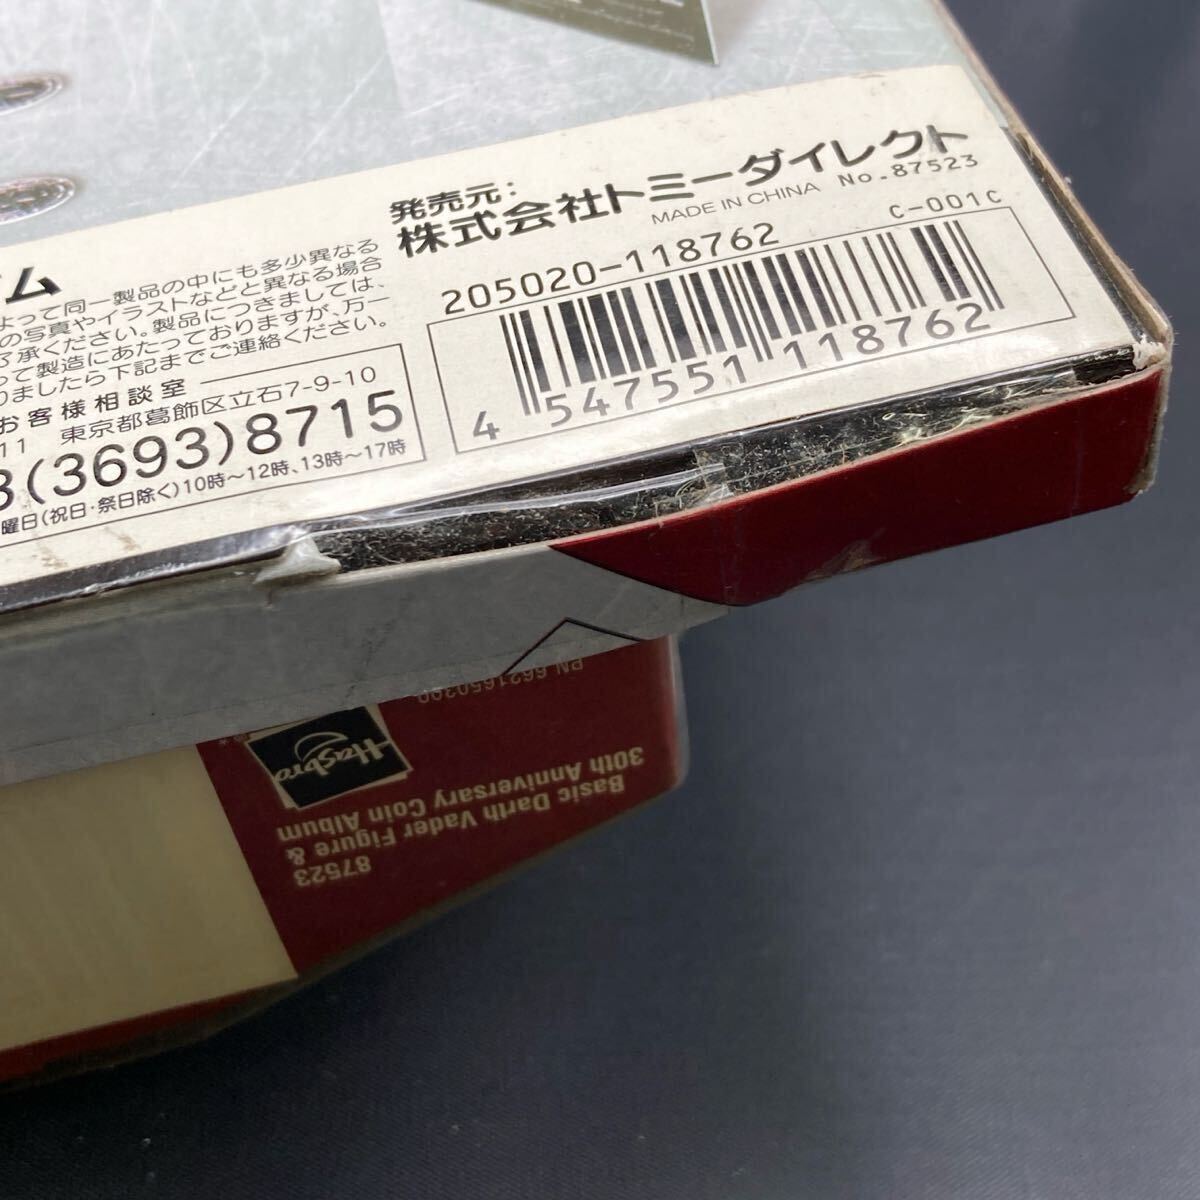 ム
よって同一製品の中にも多少異なる
の写真やイラストなどと異なる場合
了承ください。製品につきましては、
って製造にあたっておりますが、万一
りましたら下記までご連絡ください。
お客様相談室
11 東京都葛飾区立石7-9-10
3(3693)8715
曜日(祝日・祭日除く)10時〜12時、13時〜17時
発売元:
株式会社トミーダイレクト
MADE IN CHINA No.87523
C-001C
205020-118762
4 547551 118762
87523
Basic Darth Vader Figure &
30th Anniversary Coin Album
Hasbro
PN 6621650300